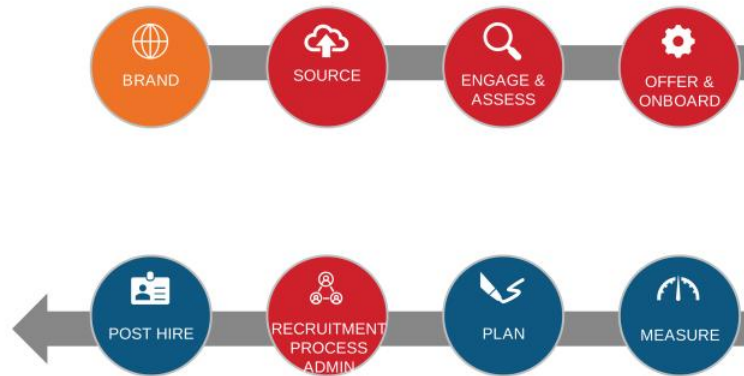 BRAND
SOURCE
ENGAGE &
ASSESS
OFFER &
ONBOARD
POST HIRE
RECRUITMENT
PROCESS
ADMIN
PLAN
MEASURE